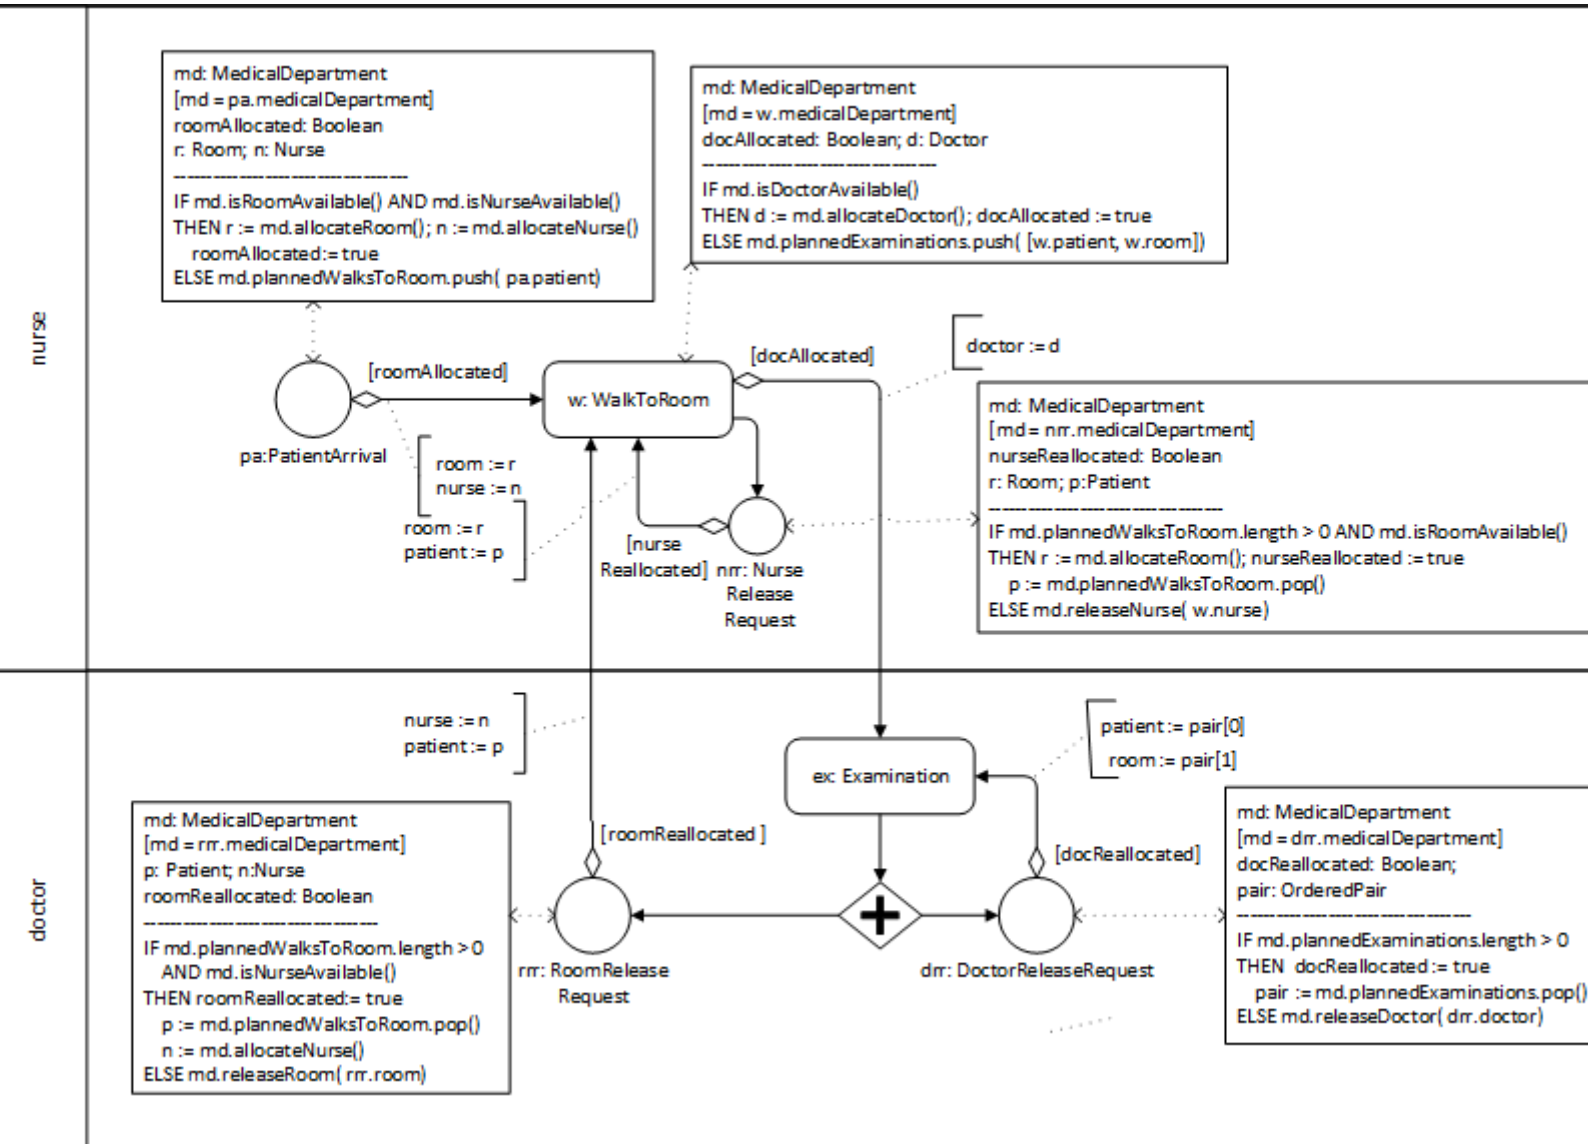 nurse
md: MedicalDepartment
[md = pa.medicalDepartment]
roomAllocated: Boolean
r: Room; n: Nurse
------------------------------------
IF md.isRoomAvailable() AND md.isNurseAvailable()
THEN r := md.allocateRoom(); n := md.allocateNurse()
roomAllocated:= true
ELSE md.plannedWalksToRoom.push( pa.patient)
md: MedicalDepartment
[md = w.medicalDepartment]
docAllocated: Boolean; d: Doctor
------------------------------------
IF md.isDoctorAvailable()
THEN d := md.allocateDoctor(); docAllocated := true
ELSE md.plannedExaminations.push( [w.patient, w.room])
[roomAllocated]
pa:PatientArrival
room := r
nurse := n
w: WalkToRoom
[docAllocated]
doctor := d
room := r
patient := p
[nurse
Reallocated]
nrr: Nurse
Release
Request
md: MedicalDepartment
[md = nrr.medicalDepartment]
nurseReallocated: Boolean
r: Room; p:Patient
------------------------------------
IF md.plannedWalksToRoom.length > 0 AND md.isRoomAvailable()
THEN r := md.allocateRoom(); nurseReallocated := true
p := md.plannedWalksToRoom.pop()
ELSE md.releaseNurse( w.nurse)
doctor
nurse := n
patient := p
ex: Examination
patient := pair[0]
room := pair[1]
md: MedicalDepartment
[md = rrr.medicalDepartment]
p: Patient; n:Nurse
roomReallocated: Boolean
------------------------------------
IF md.plannedWalksToRoom.length > 0
AND md.isNurseAvailable()
THEN roomReallocated:= true
p := md.plannedWalksToRoom.pop()
n := md.allocateNurse()
ELSE md.releaseRoom( rrr.room)
[roomReallocated ]
rrr: RoomRelease
Request
[docReallocated]
drr: DoctorReleaseRequest
md: MedicalDepartment
[md = drr.medicalDepartment]
docReallocated: Boolean;
pair: OrderedPair
------------------------------------
IF md.plannedExaminations.length > 0
THEN docReallocated := true
pair := md.plannedExaminations.pop()
ELSE md.releaseDoctor( drr.doctor)